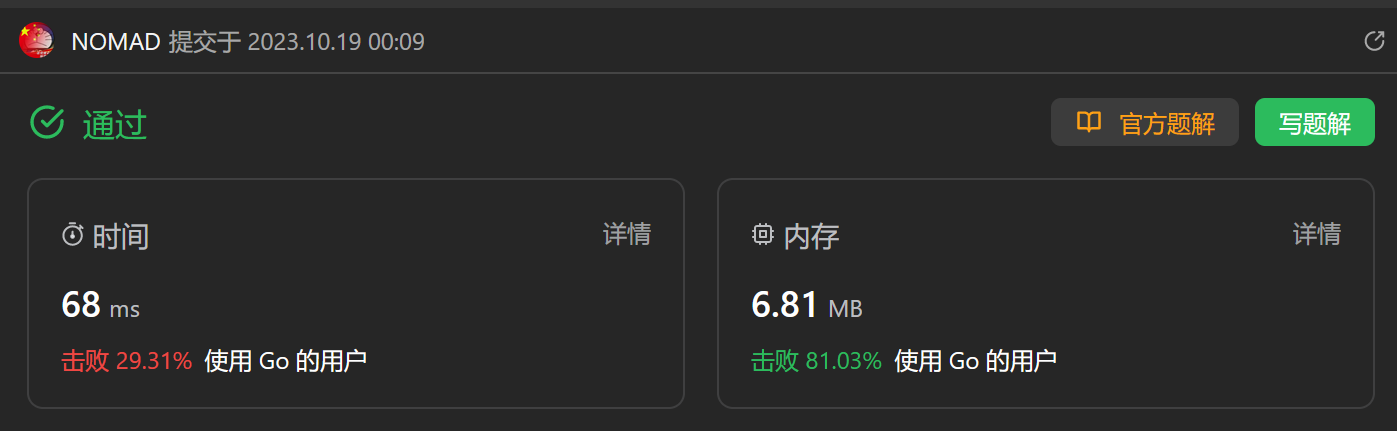 NOMAD 提交于 2023.10.19 00:09
通过
官方题解
写题解
时间
详情
68 ms
击败 29.31% 使用 Go 的用户
内存
详情
6.81 MB
击败 81.03% 使用 Go 的用户